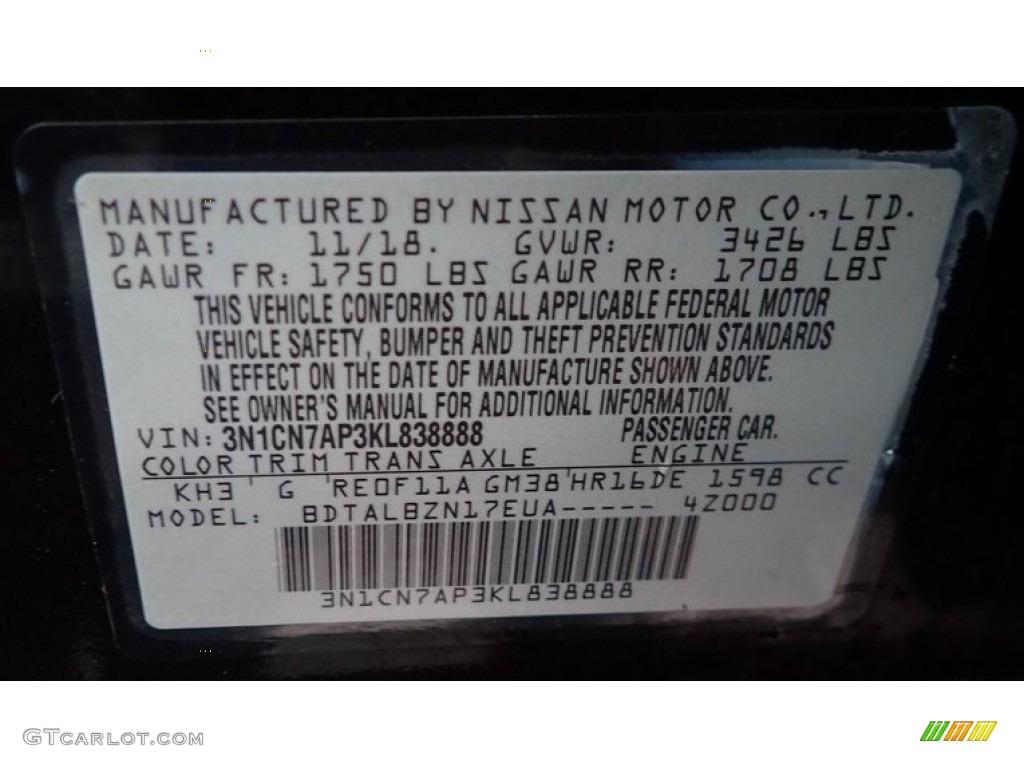 MANUFACTURED BY NISSAN MOTOR CO., LTD.
DATE: 11/18. GVWR: 3426 LBS
GAWR FR: 1750 LBS GAWR RR: 1708 LBS
THIS VEHICLE CONFORMS TO ALL APPLICABLE FEDERAL MOTOR
VEHICLE SAFETY, BUMPER AND THEFT PREVENTION STANDARDS
IN EFFECT ON THE DATE OF MANUFACTURE SHOWN ABOVE.
SEE OWNER'S MANUAL FOR ADDITIONAL INFORMATION.
VIN: 3N1CN7AP3KL838888 PASSENGER CAR.
COLOR TRIM TRANS AXLE ENGINE
KH3 ' G 'RE0F11A GM38'HR16DE 1598 CC
MODEL: BDTALBZN17EUA----- 4Z000
3N1CN7AP3KL838888
GTCARLOT.COM